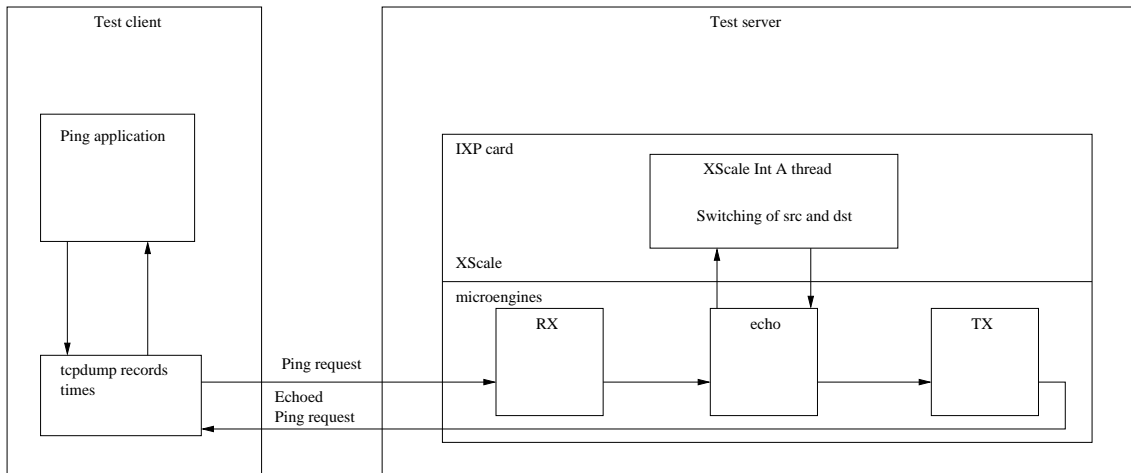 Test client
Test server
Ping application
IXP card
XScale Int A thread
Switching of src and dst
XScale
microengines
RX
echo
TX
tcpdump records
times
Ping request
Echoed
Ping request